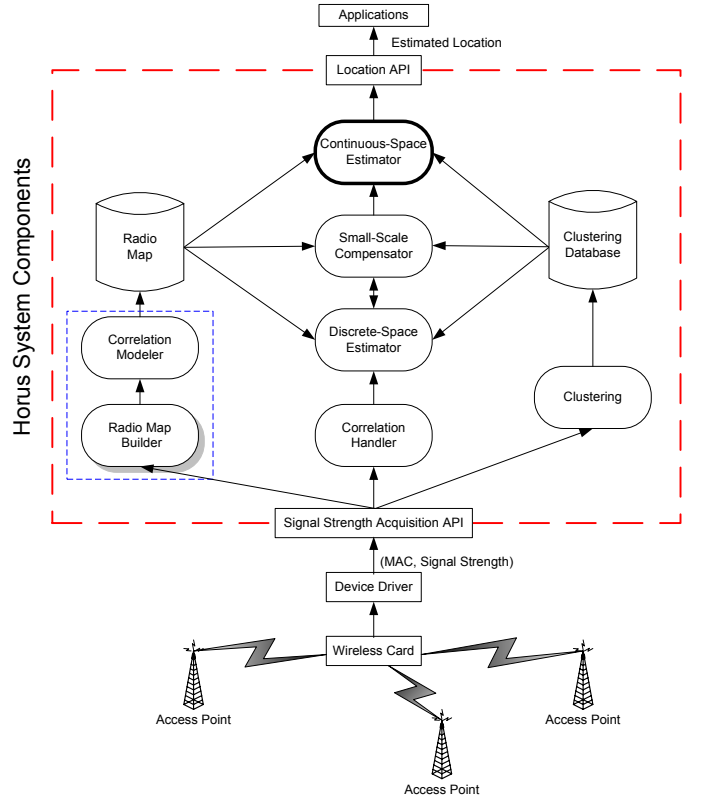 Applications
Estimated Location
Location API
Horus System Components
Continuous-Space
Estimator
Radio
Map
Small-Scale
Compensator
Clustering
Database
Correlation
Modeler
Discrete-Space
Estimator
Radio Map
Builder
Correlation
Handler
Clustering
Signal Strength Acquisition API
(MAC, Signal Strength)
Device Driver
Wireless Card
Access Point
Access Point
Access Point